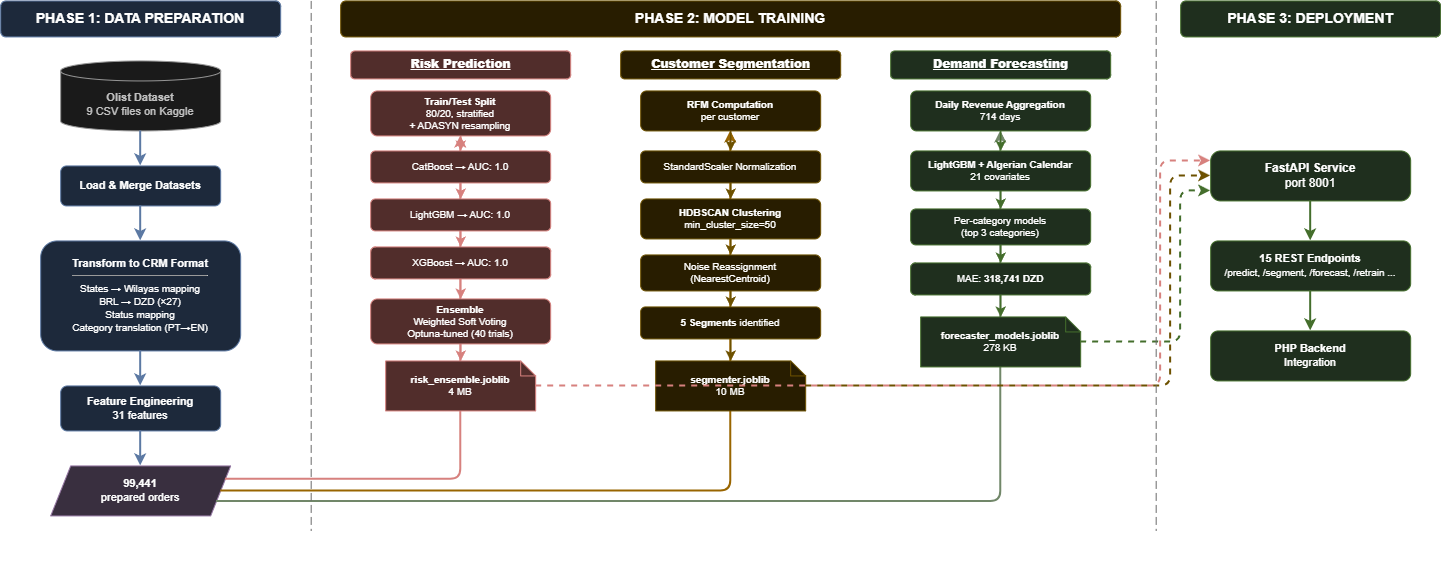 PHASE 1: DATA PREPARATION
Olist Dataset
9 CSV files on Kaggle
Load & Merge Datasets
Transform to CRM Format
States → Wilayas mapping
BRL → DZD (×27)
Status mapping
Category translation (PT→EN)
Feature Engineering
31 features
99,441
prepared orders
PHASE 2: MODEL TRAINING
Risk Prediction
Train/Test Split
80/20, stratified
+ ADASYN resampling
CatBoost → AUC: 1.0
LightGBM → AUC: 1.0
XGBoost → AUC: 1.0
Ensemble
Weighted Soft Voting
Optuna-tuned (40 trials)
risk_ensemble.joblib
4 MB
Customer Segmentation
RFM Computation
per customer
StandardScaler Normalization
HDBSCAN Clustering
min_cluster_size=50
Noise Reassignment
(NearestCentroid)
5 Segments identified
segmenter.joblib
10 MB
Demand Forecasting
Daily Revenue Aggregation
714 days
LightGBM + Algerian Calendar
21 covariates
Per-category models
(top 3 categories)
MAE: 318,741 DZD
forecaster_models.joblib
278 KB
PHASE 3: DEPLOYMENT
FastAPI Service
port 8001
15 REST Endpoints
/predict, /segment, /forecast, /retrain ...
PHP Backend
Integration